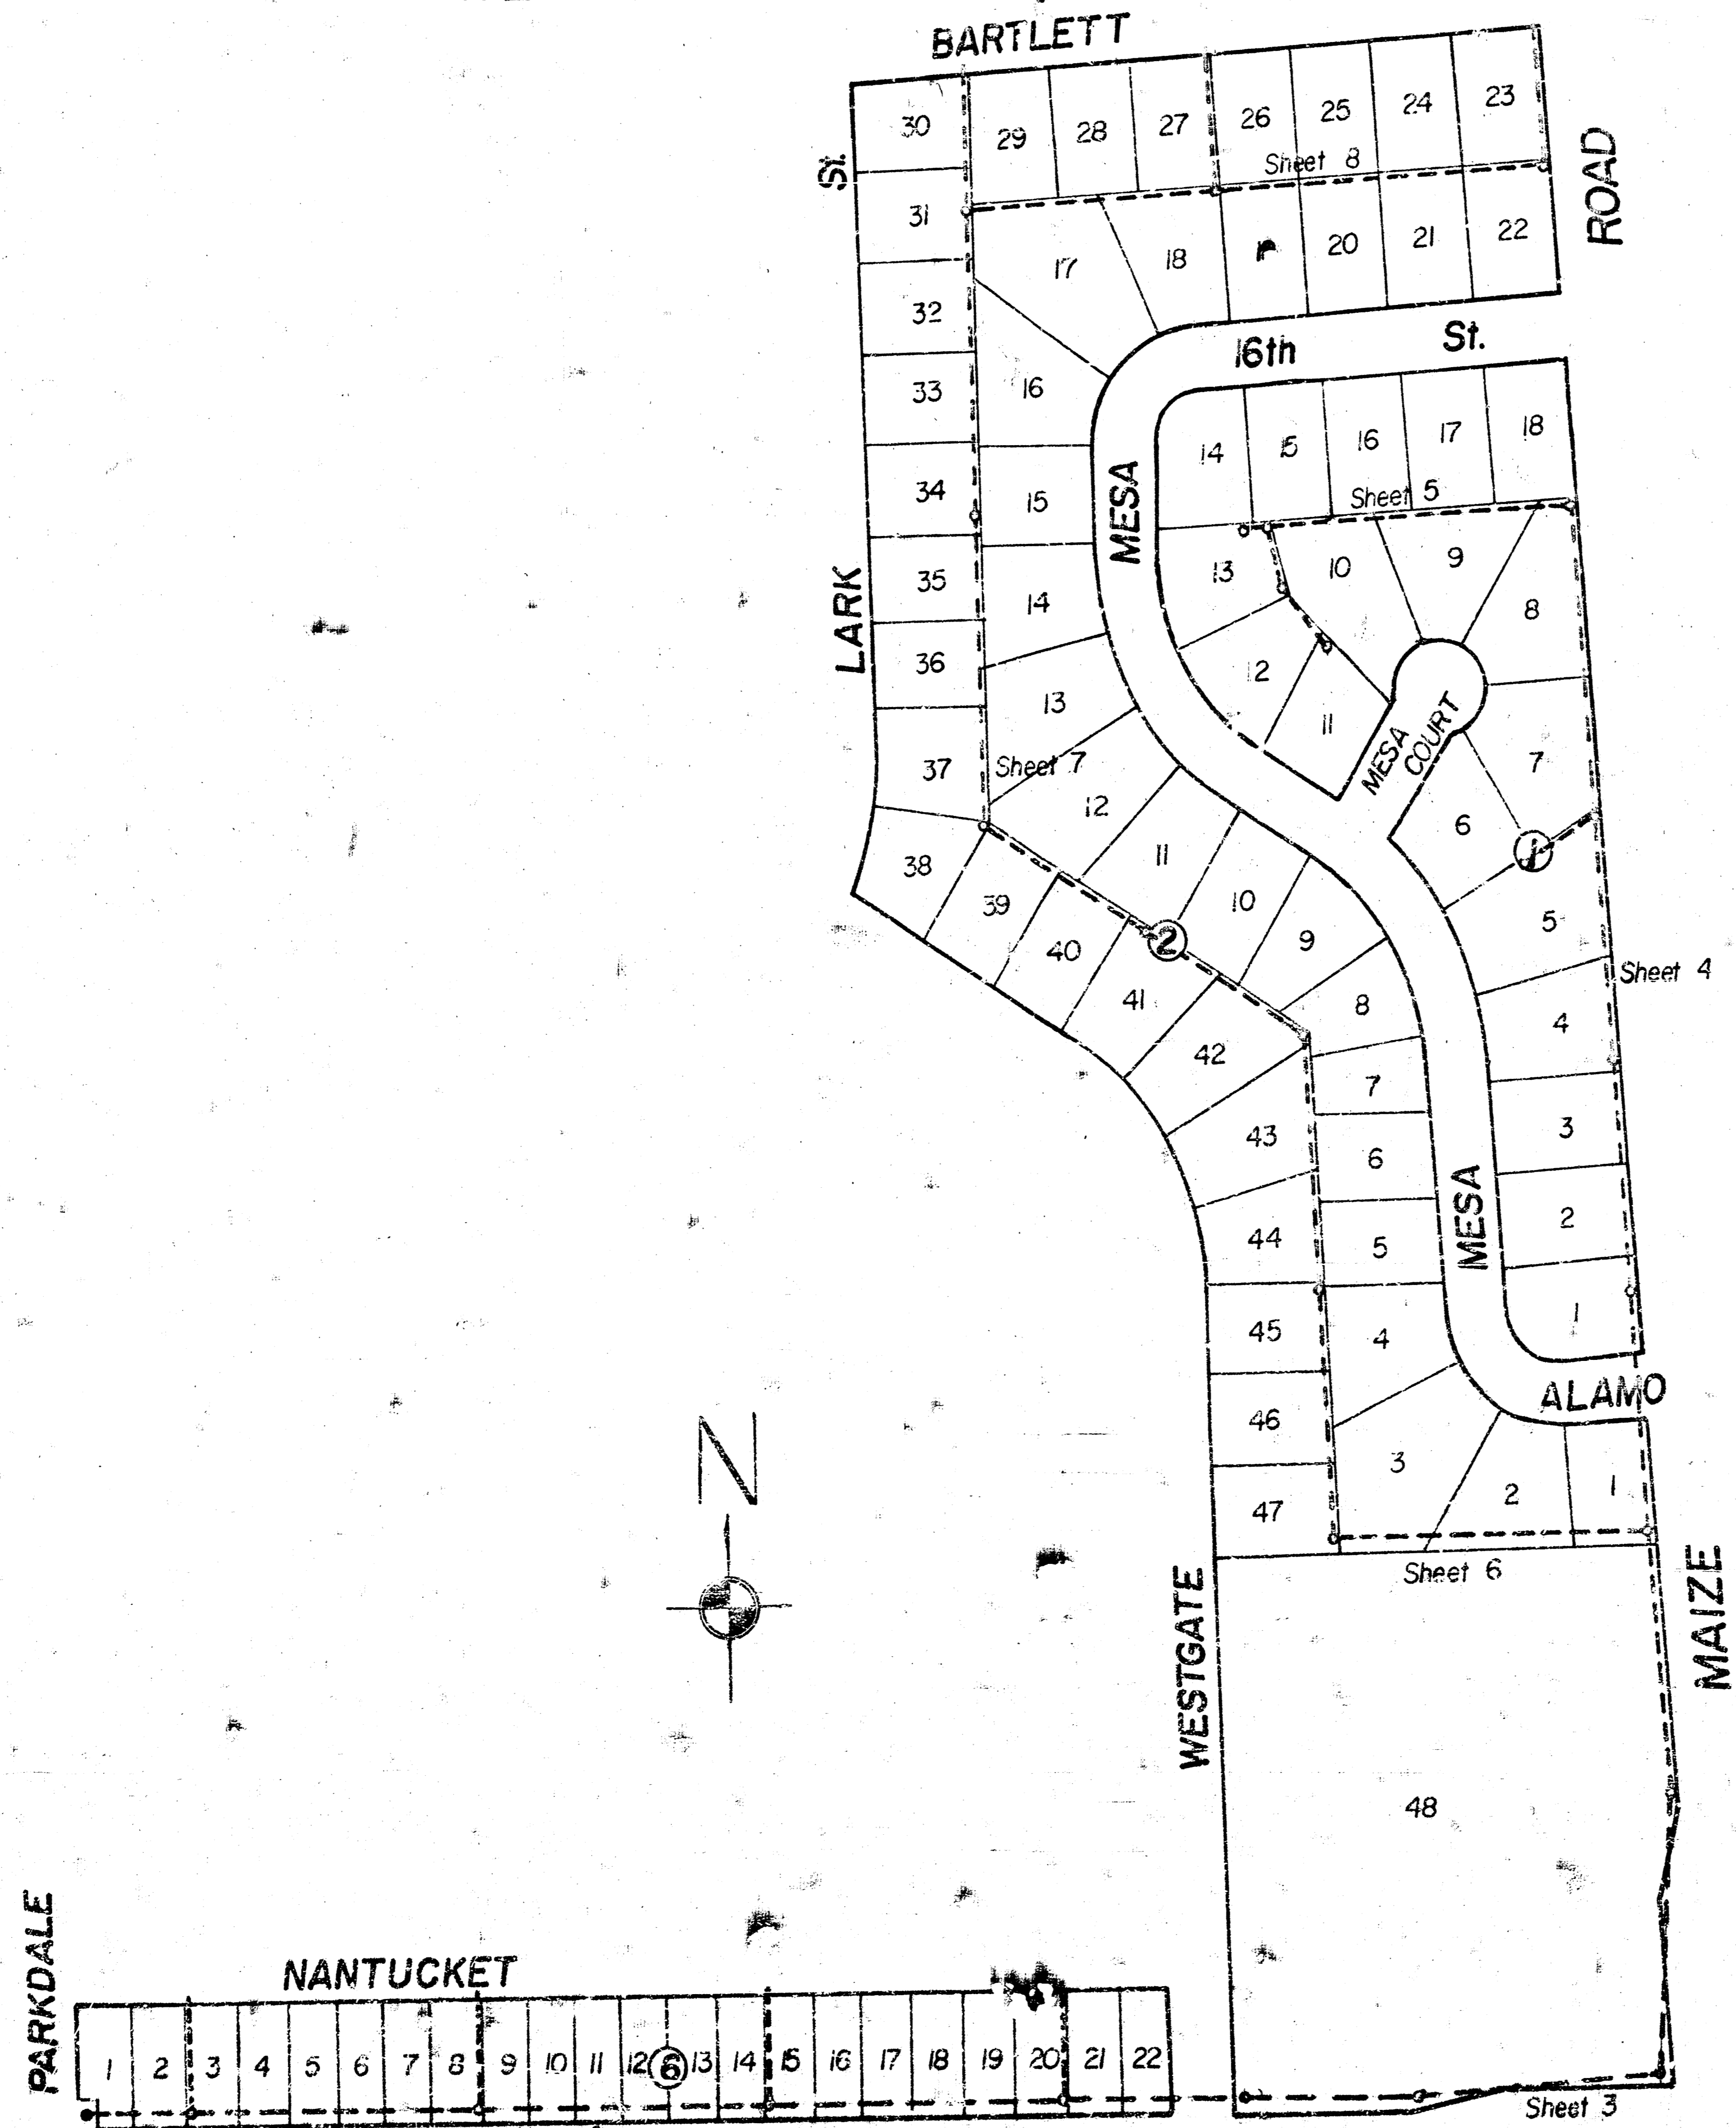 BARTLETT
30 29 28 27 26 25 24 23
Sheet 8
St.
ROAD
31 17 18 20 21 22
32
16th St.
33 16
14 15 16 17 18
34 15
MESA
Sheet 5
LARK
35 14
13 10 9 8
36 13
12 11
MESA
COURT
37
Sheet 7
12 7
6 1
38 39 11 10
40 2 9 5
41
Sheet 4
42 8 4
7
43 6 3
44 5
MESA
2
45 4 1
ALAMO
46
3 2 1
47
N
Sheet 6
WESTGATE
MAIZE
48
PARKDALE
NANTUCKET
1 2 3 4 5 6 7 8 9 10 11 12 6 13 14 15 16 17 18 19 20 21 22
Sheet 3